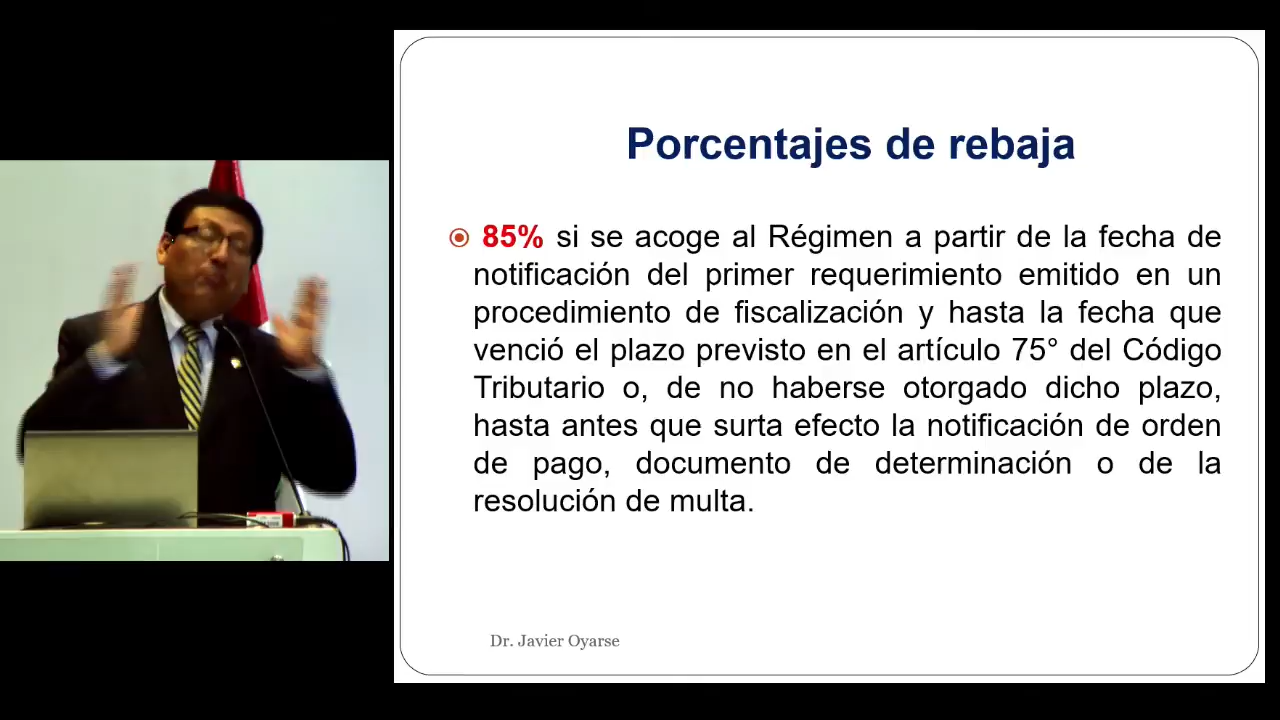 Porcentajes de rebaja
85% si se acoge al Régimen a partir de la fecha de
notificación del primer requerimiento emitido en un
procedimiento de fiscalización y hasta la fecha que
venció el plazo previsto en el artículo 75° del Código
Tributario o, de no haberse otorgado dicho plazo,
hasta antes que surta efecto la notificación de orden
de pago, documento de determinación o de la
resolución de multa.
Dr. Javier Oyarse